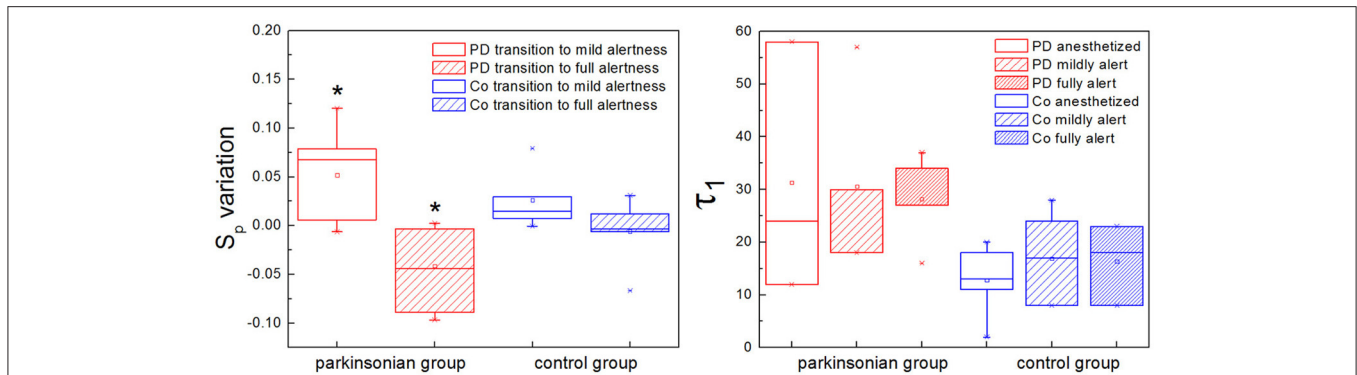 0.20
0.15
0.10
0.05
0.00
-0.05
-0.10
Sp variation
PD transition to mild alertness
PD transition to full alertness
Co transition to mild alertness
Co transition to full alertness
*
*
parkinsonian group
control group
60
50
40
30
20
10
0
τ1
PD anesthetized
PD mildly alert
PD fully alert
Co anesthetized
Co mildly alert
Co fully alert
parkinsonian group
control group